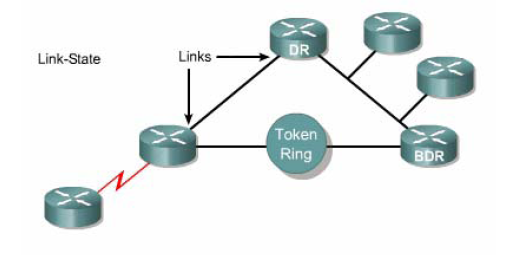 DR
Link-State
Links
Token
Ring
BDR